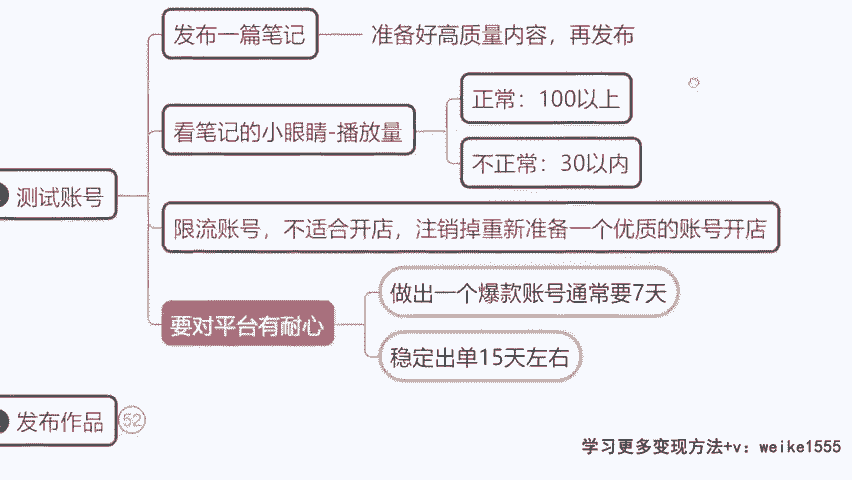 发布一篇笔记
准备好高质量内容，再发布
看笔记的小眼睛-播放量
正常：100以上
不正常：30以内
测试账号
限流账号，不适合开店，注销掉重新准备一个优质的账号开店
要对平台有耐心
做出一个爆款账号通常要7天
稳定出单15天左右
发布作品
52
学习更多变现方法+v：weike1555